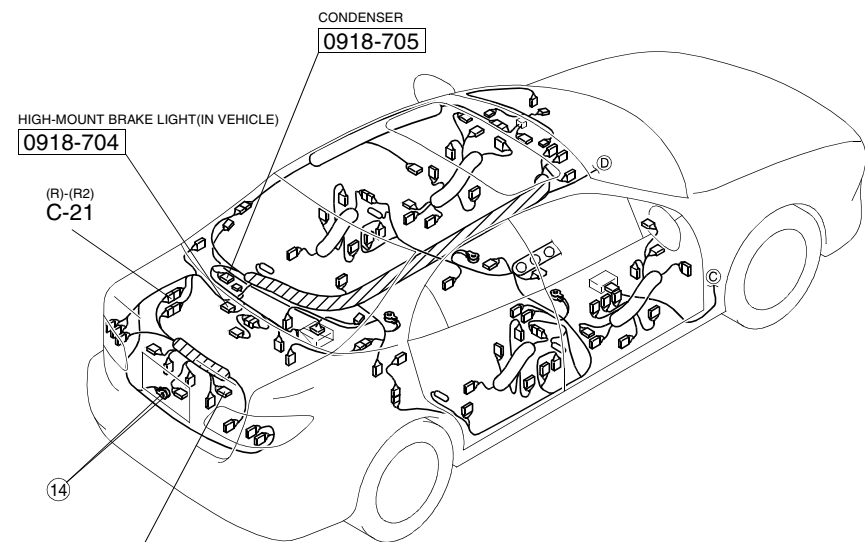 CONDENSER
0918-705
HIGH-MOUNT BRAKE LIGHT(IN VEHICLE)
0918-704
(R)-(R2)
C-21
D
C
14